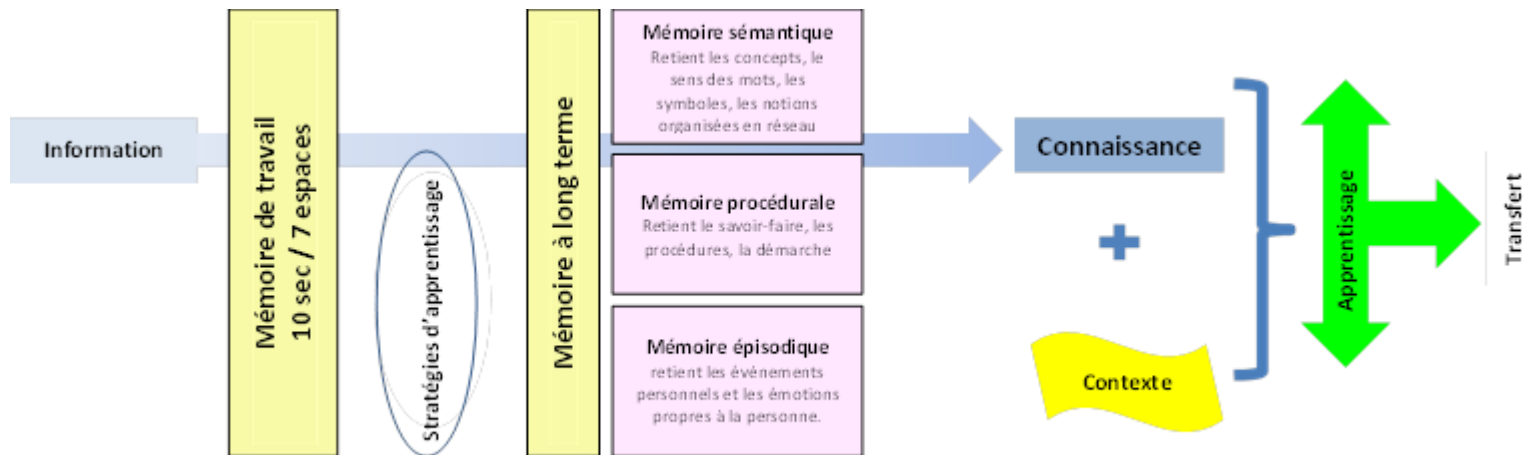 Information
Mémoire de travail
10 sec / 7 espaces
Stratégies d'apprentissage
Mémoire à long terme
Mémoire sémantique
Retient les concepts, le
sens des mots, les
symboles, les notions
organisées en réseau
Mémoire procédurale
Retient le savoir-faire, les
procédures, la démarche
Mémoire épisodique
retient les événements
personnels et les émotions
propres à la personne.
Connaissance
+
Contexte
Apprentissage
Transfert